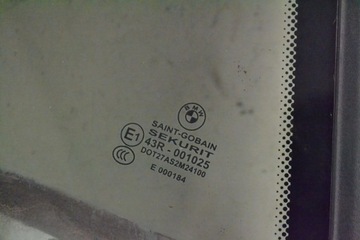 BMW
SAINT-GOBAIN
SEKURIT
E1 43R - 001025
CCC DOT27AS2M24100
E 000184